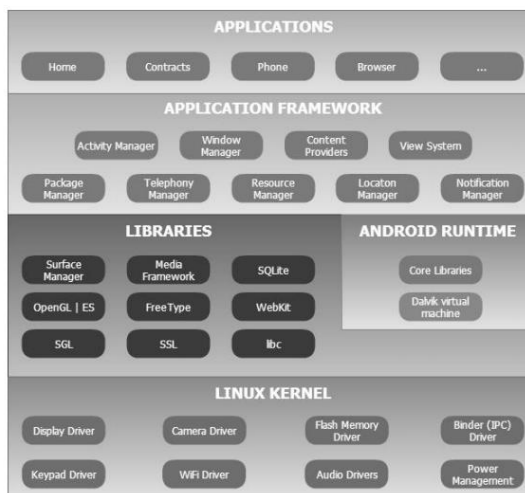 APPLICATIONS
Home
Contracts
Phone
Browser
...
APPLICATION FRAMEWORK
Activity Manager
Window
Manager
Content
Providers
View System
Package
Manager
Telephony
Manager
Resource
Manager
Locaton
Manager
Notification
Manager
LIBRARIES
Surface
Manager
Media
Framework
SQLite
OpenGL | ES
FreeType
WebKit
SGL
SSL
libc
ANDROID RUNTIME
Core Libraries
Dalvik virtual
machine
LINUX KERNEL
Display Driver
Camera Driver
Flash Memory
Driver
Binder (IPC)
Driver
Keypad Driver
WiFi Driver
Audio Drivers
Power
Management